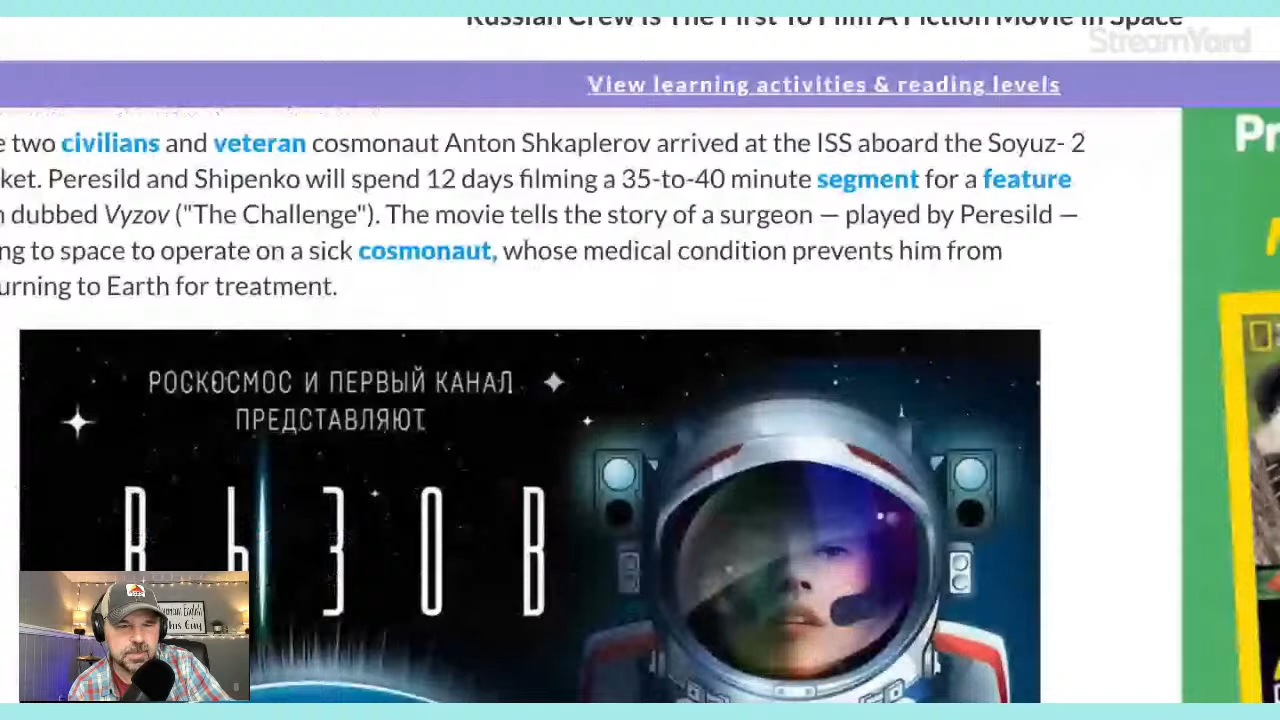 Russian Crew Is The First To Film A Fiction Movie In Space
StreamYard
View learning activities & reading levels
e two civilians and veteran cosmonaut Anton Shkaplerov arrived at the ISS aboard the Soyuz- 2
ket. Peresild and Shipenko will spend 12 days filming a 35-to-40 minute segment for a feature
n dubbed Vyzov ("The Challenge"). The movie tells the story of a surgeon — played by Peresild —
ng to space to operate on a sick cosmonaut, whose medical condition prevents him from
urning to Earth for treatment.
Pr
РОСКОСМОС И ПЕРВЫЙ КАНАЛ
ПРЕДСТАВЛЯЮТ
ВЫЗОВ